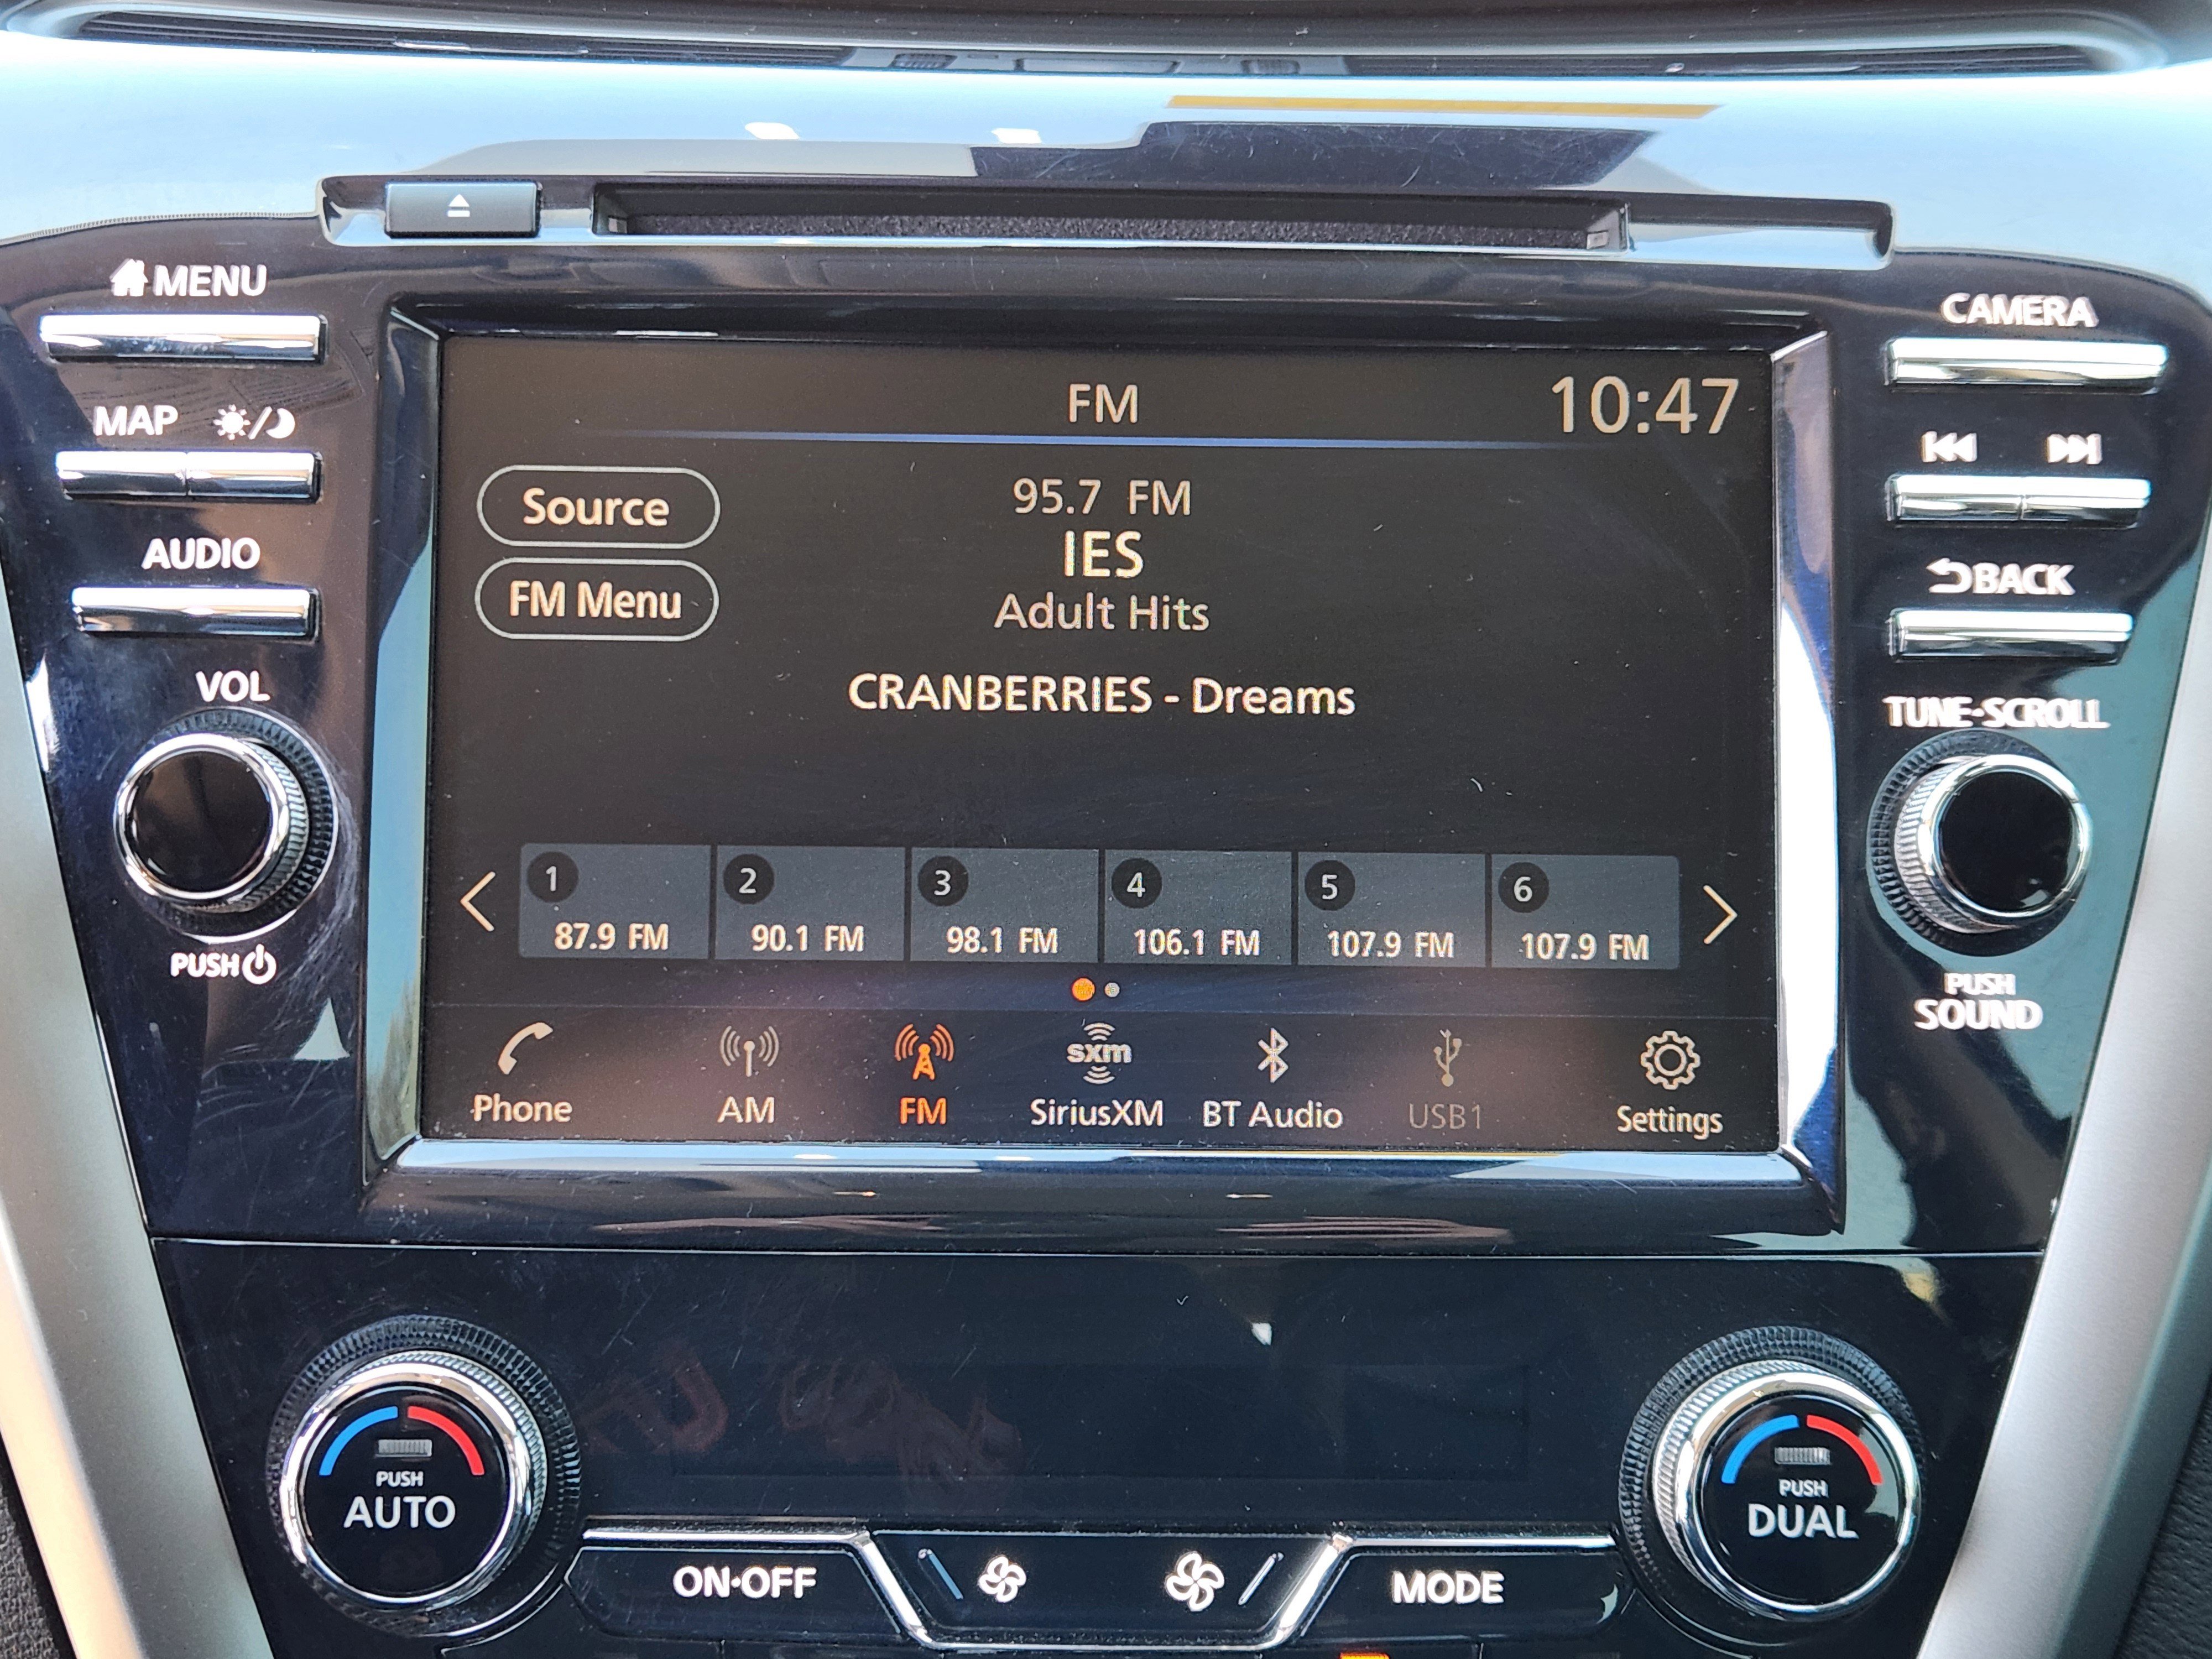 MENU
CAMERA
FM
10:47
MAP
Source
95.7 FM
IES
AUDIO
FM Menu
Adult Hits
BACK
VOL
CRANBERRIES - Dreams
TUNE·SCROLL
1 2 3 4 5 6
87.9 FM 90.1 FM 98.1 FM 106.1 FM 107.9 FM 107.9 FM
PUSH
PUSH
SOUND
sxm
Phone AM FM SiriusXM BT Audio USB1 Settings
PUSH
AUTO
PUSH
DUAL
ON·OFF
MODE